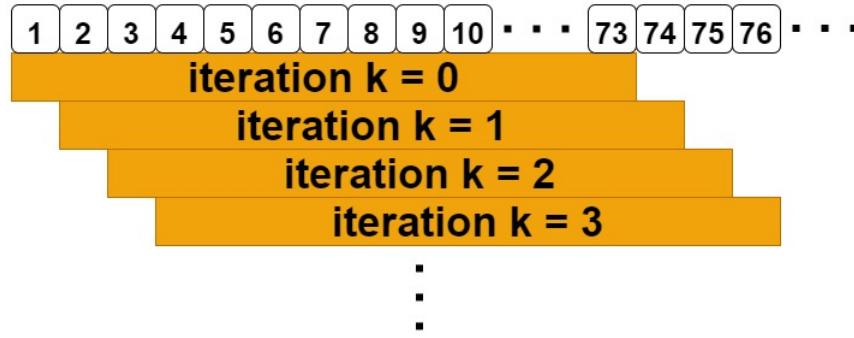 1 2 3 4 5 6 7 8 9 10 · · · 73 74 75 76 · · ·
iteration k = 0
iteration k = 1
iteration k = 2
iteration k = 3